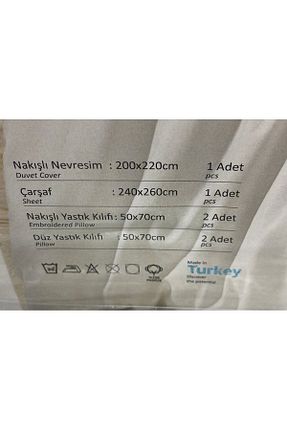 Nakışlı Nevresim : 200x220cm 1 Adet
Duvet Cover pcs
Çarşaf : 240x260cm 1 Adet
Sheet pcs
Nakışlı Yastık Kılıfı : 50x70cm 2 Adet
Embroidered Pillow pcs
Düz Yastık Kılıfı : 50x70cm 2 Adet
Pillow pcs
Made in
Turkey
Discover
the potential